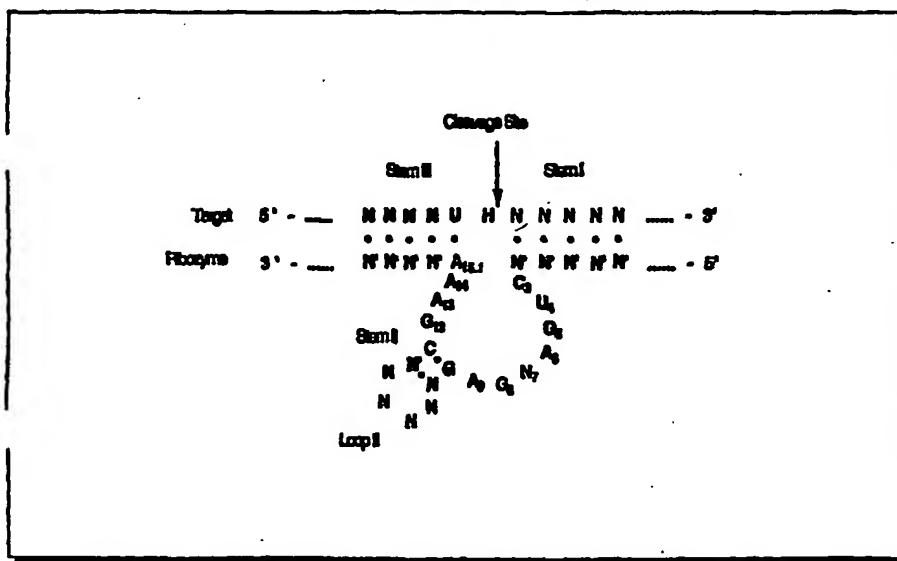 Cleavage Site
Stem III Stem I
Target 5' - ...... N N N N U H N N N N N ...... - 3'
Ribozyme 3' - ...... N' N' N' N' A15.1 N' N' N' N' N' ...... - 5'
A14 C3
A13 U4
G12 G5
Stem II C G A9 G8 N7 A6
N N' N
N N N
Loop II